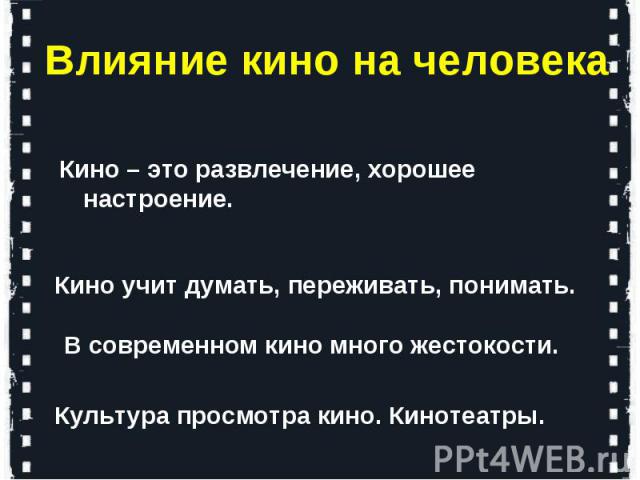 Влияние кино на человека
Кино – это развлечение, хорошее
настроение.
Кино учит думать, переживать, понимать.
В современном кино много жестокости.
Культура просмотра кино. Кинотеатры.
PPt4WEB.ru